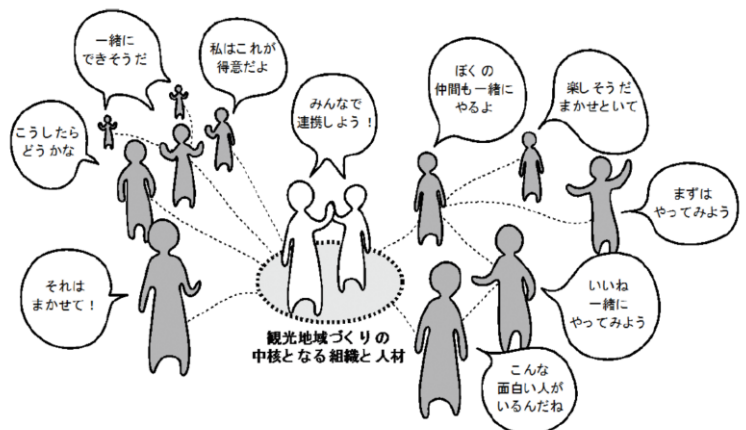 一緒に
できそうだ
私はこれが
得意だよ
こうしたら
どうかな
みんなで
連携しよう！
ぼくの
仲間も一緒に
やるよ
楽しそうだ
まかせといて
まずは
やってみよう
それは
まかせて！
いいね
一緒に
やってみよう
観光地域づくりの
中核となる組織と人材
こんな
面白い人が
いるんだね